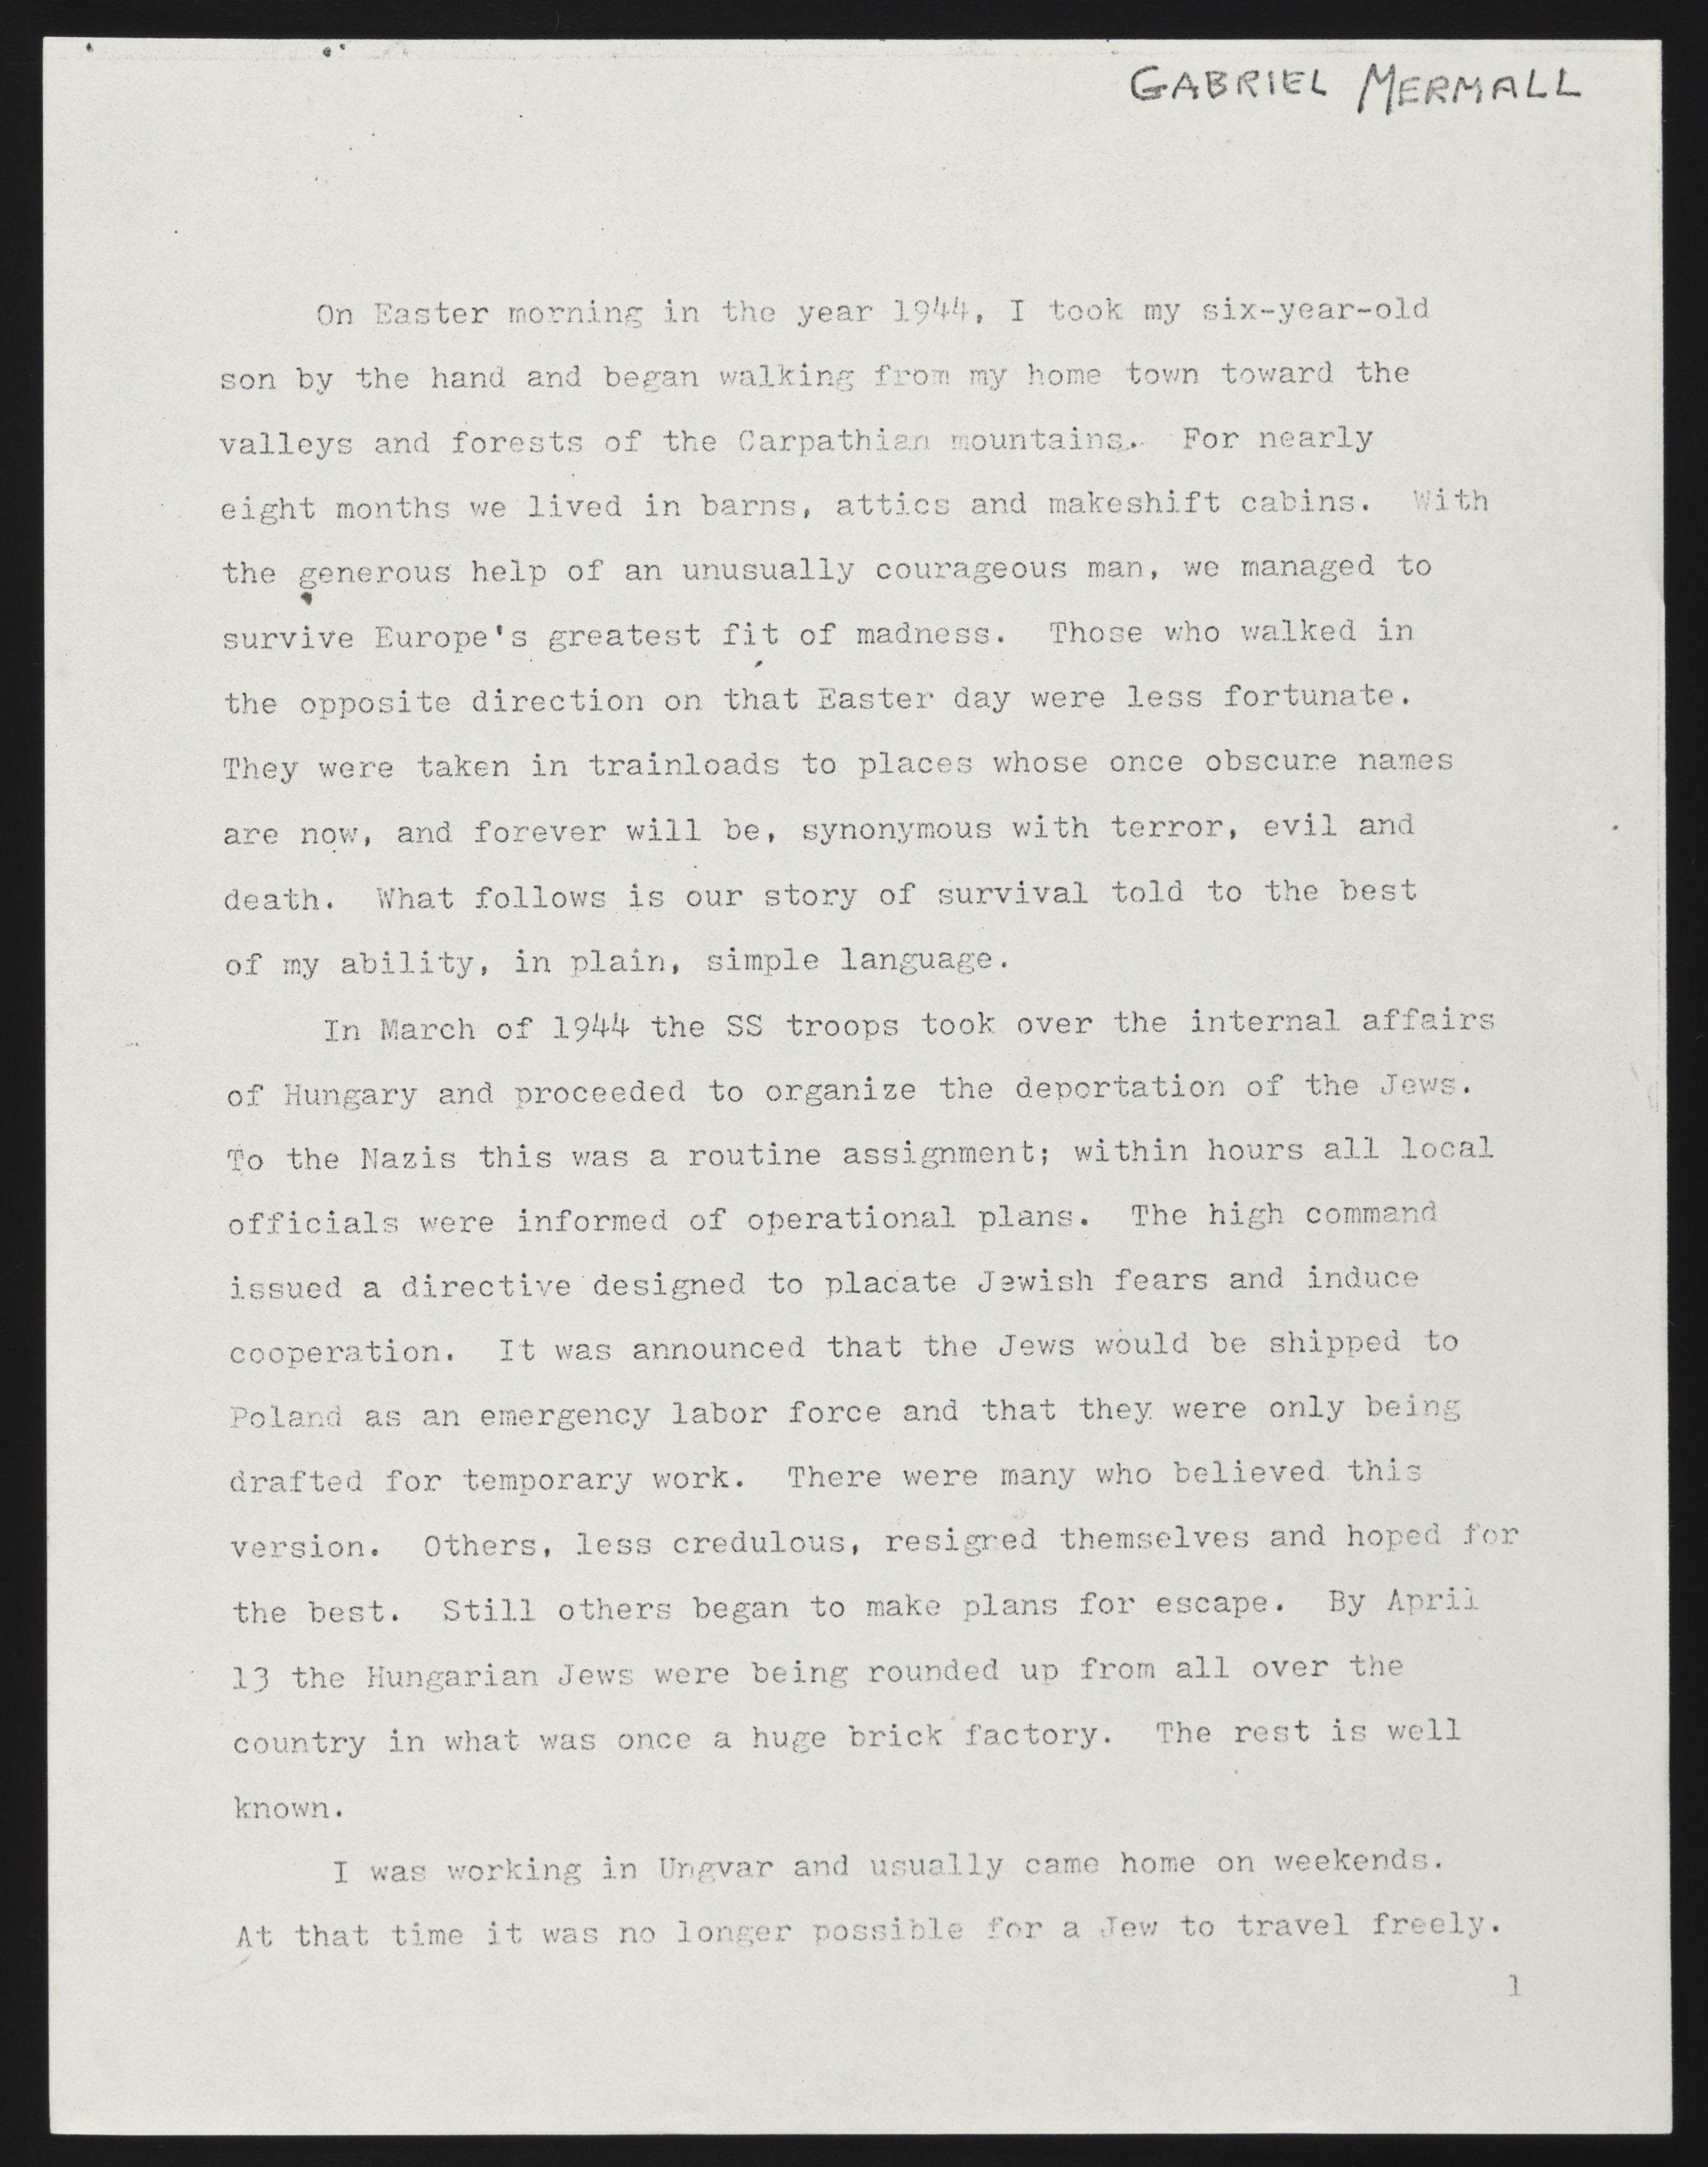 GABRIEL MERMALL
On Easter morning in the year 1944, I took my six-year-old
son by the hand and began walking from my home town toward the
valleys and forests of the Carpathian mountains. For nearly
eight months we lived in barns, attics and makeshift cabins. With
the generous help of an unusually courageous man, we managed to
survive Europe's greatest fit of madness. Those who walked in
the opposite direction on that Easter day were less fortunate.
They were taken in trainloads to places whose once obscure names
are now, and forever will be, synonymous with terror, evil and
death. What follows is our story of survival told to the best
of my ability, in plain, simple language.
In March of 1944 the SS troops took over the internal affairs
of Hungary and proceeded to organize the deportation of the Jews.
To the Nazis this was a routine assignment; within hours all local
officials were informed of operational plans. The high command
issued a directive designed to placate Jewish fears and induce
cooperation. It was announced that the Jews would be shipped to
Poland as an emergency labor force and that they were only being
drafted for temporary work. There were many who believed this
version. Others, less credulous, resigned themselves and hoped for
the best. Still others began to make plans for escape. By April
13 the Hungarian Jews were being rounded up from all over the
country in what was once a huge brick factory. The rest is well
known.
I was working in Ungvar and usually came home on weekends.
At that time it was no longer possible for a Jew to travel freely.
1